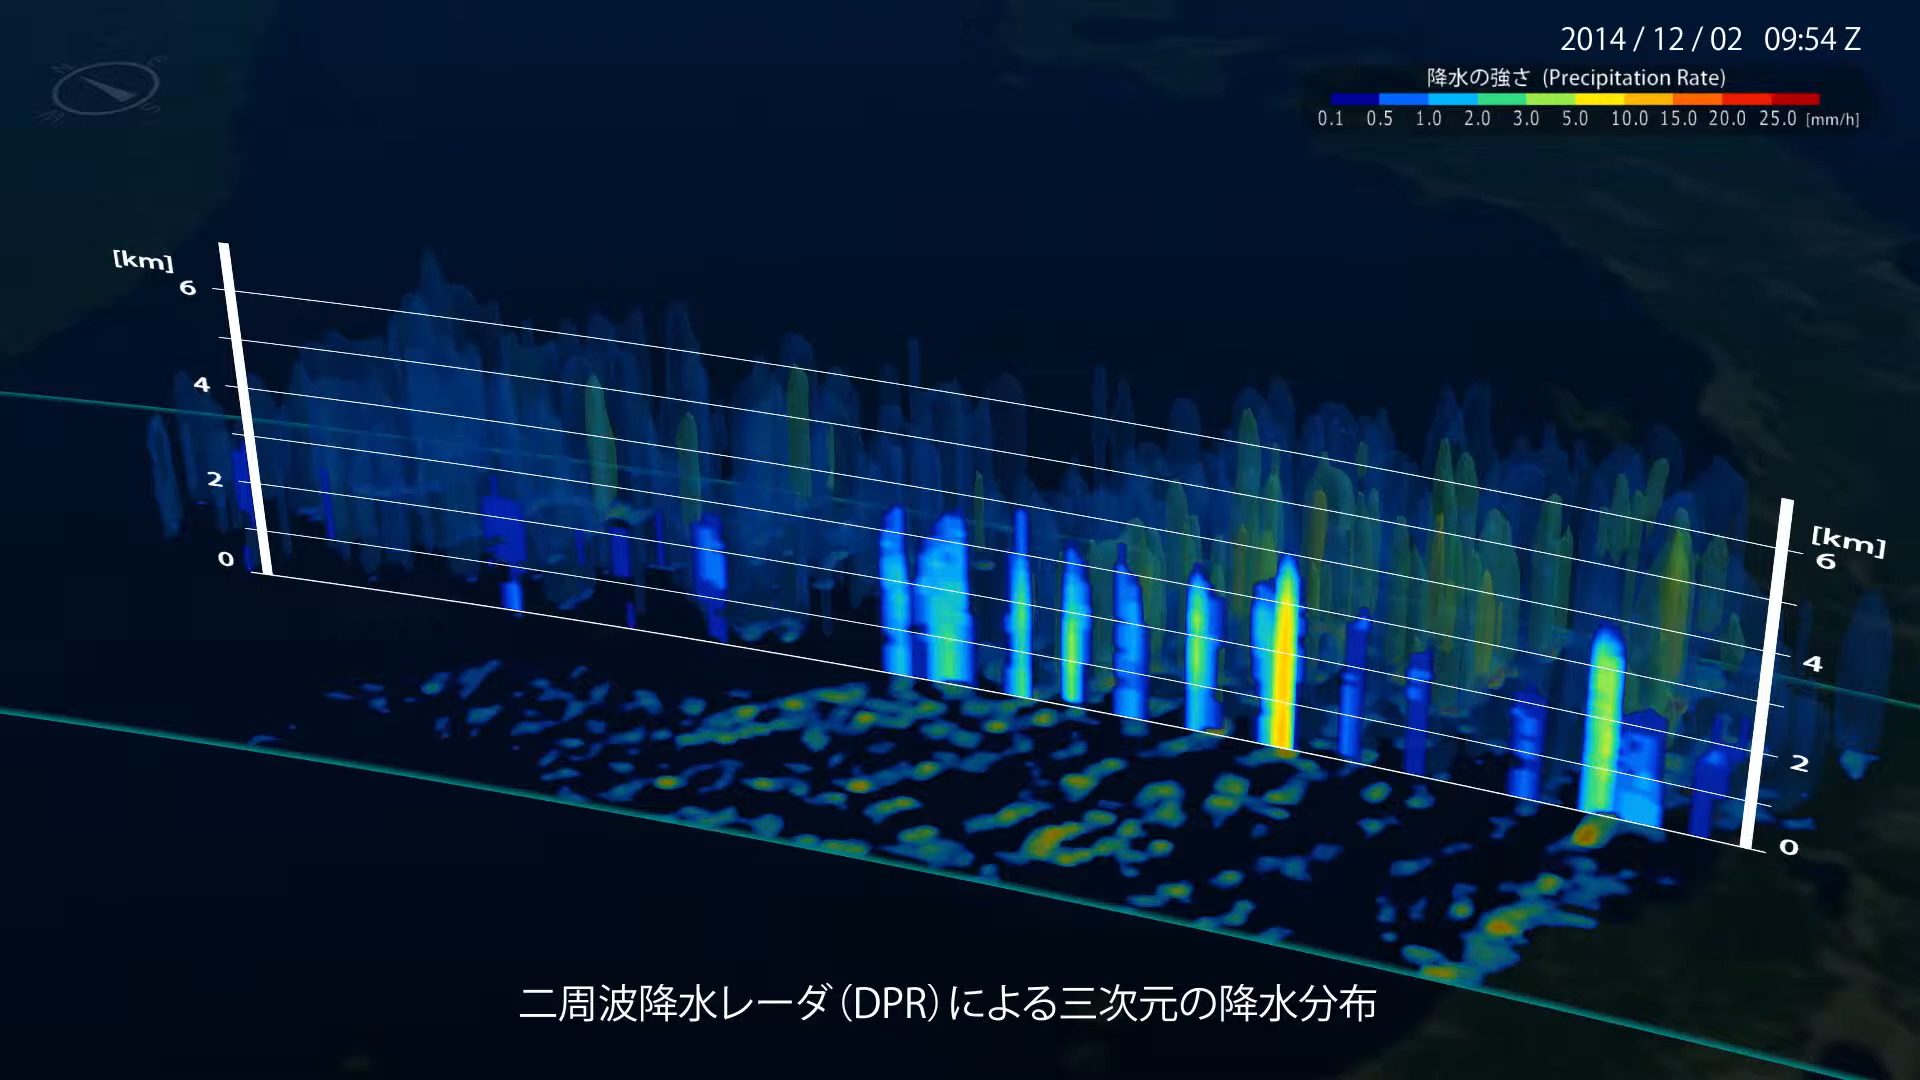 2014 / 12 / 02 09:54 Z
降水の強さ (Precipitation Rate)
0.1 0.5 1.0 2.0 3.0 5.0 10.0 15.0 20.0 25.0 [mm/h]
N E
W S
[km]
6
4
2
0
[km]
6
4
2
0
二周波降水レーダ（DPR）による三次元の降水分布